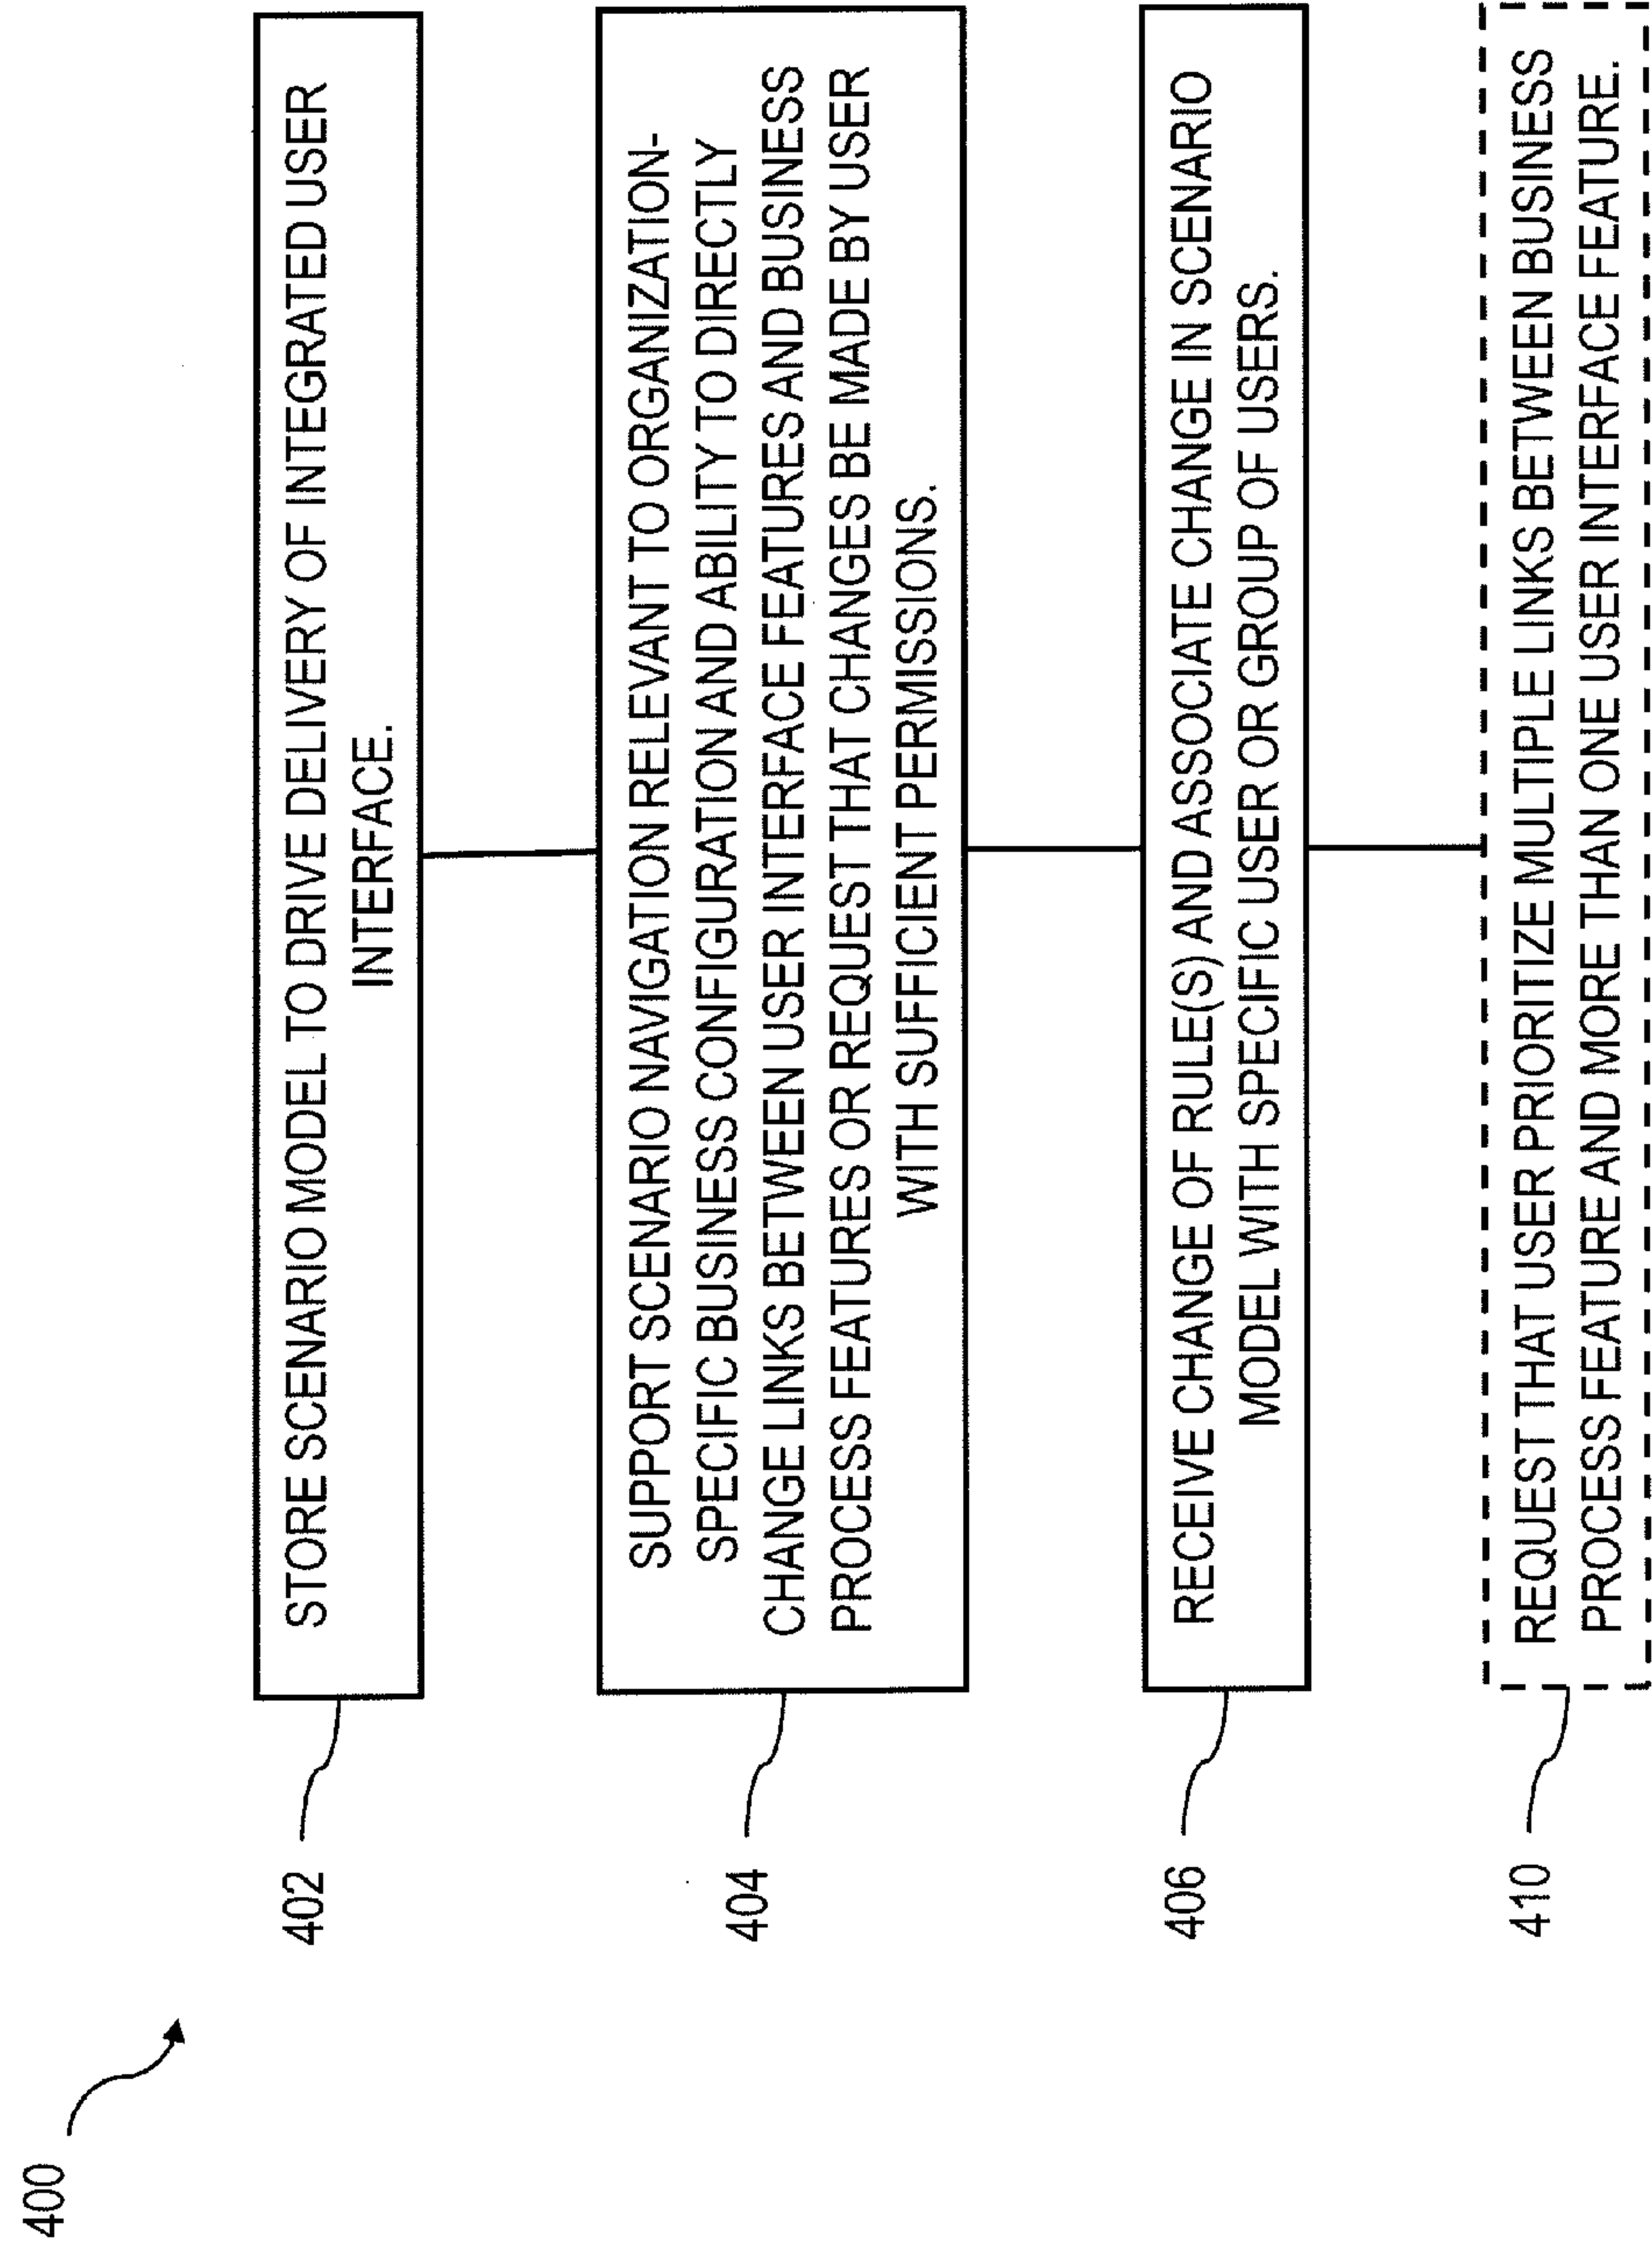 400
402
STORE SCENARIO MODEL TO DRIVE DELIVERY OF INTEGRATED USER
INTERFACE.
404
SUPPORT SCENARIO NAVIGATION RELEVANT TO ORGANIZATION-
SPECIFIC BUSINESS CONFIGURATION AND ABILITY TO DIRECTLY
CHANGE LINKS BETWEEN USER INTERFACE FEATURES AND BUSINESS
PROCESS FEATURES OR REQUEST THAT CHANGES BE MADE BY USER
WITH SUFFICIENT PERMISSIONS.
406
RECEIVE CHANGE OF RULE(S) AND ASSOCIATE CHANGE IN SCENARIO
MODEL WITH SPECIFIC USER OR GROUP OF USERS.
410
REQUEST THAT USER PRIORITIZE MULTIPLE LINKS BETWEEN BUSINESS
PROCESS FEATURE AND MORE THAN ONE USER INTERFACE FEATURE.